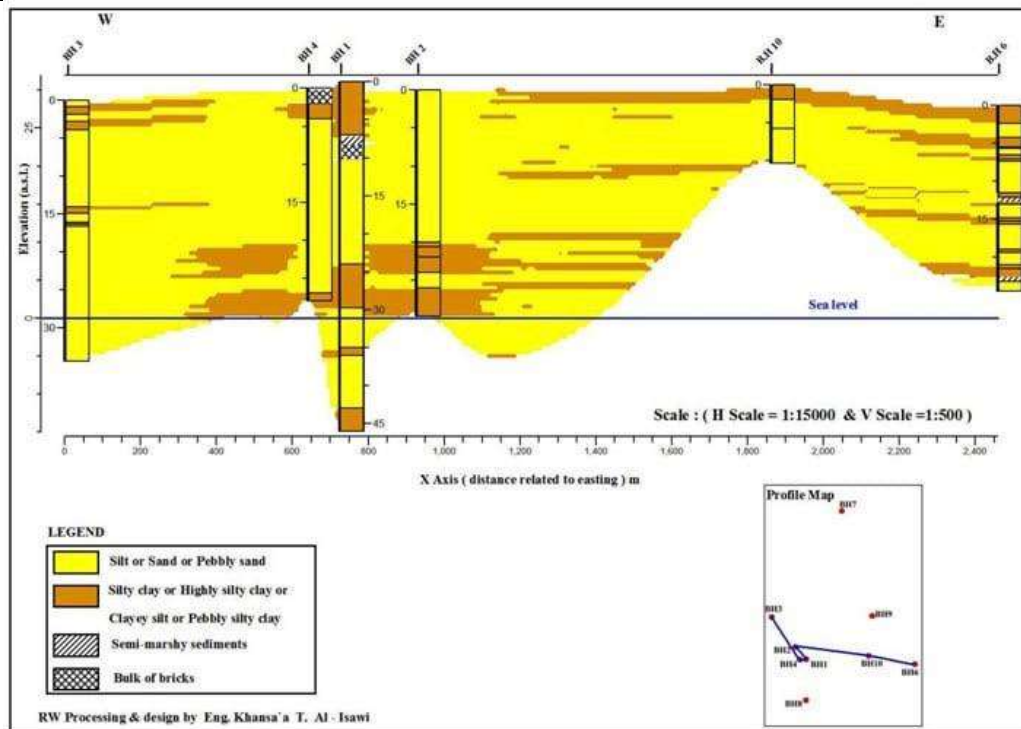 W E
BH 3 BH 4 BH 1 BH 2 BH 10 BH 6
0 0 0 0 0 0
25
15 15 15 15 15
Elevation (a.s.l.)
30 30
0
Sea level
45
Scale : ( H Scale = 1:15000 & V Scale =1:500 )
0 200 400 600 800 1,000 1,200 1,400 1,600 1,800 2,000 2,200 2,400
X Axis ( distance related to easting ) m
Profile Map
BH7
BH3
BH9
BH2
BH4
BH1
BH10
BH6
BH8
LEGEND
Silt or Sand or Pebbly sand
Silty clay or Highly silty clay or
Clayey silt or Pebbly silty clay
Semi-marshy sediments
Bulk of bricks
RW Processing & design by Eng. Khansa`a T. Al - Isawi